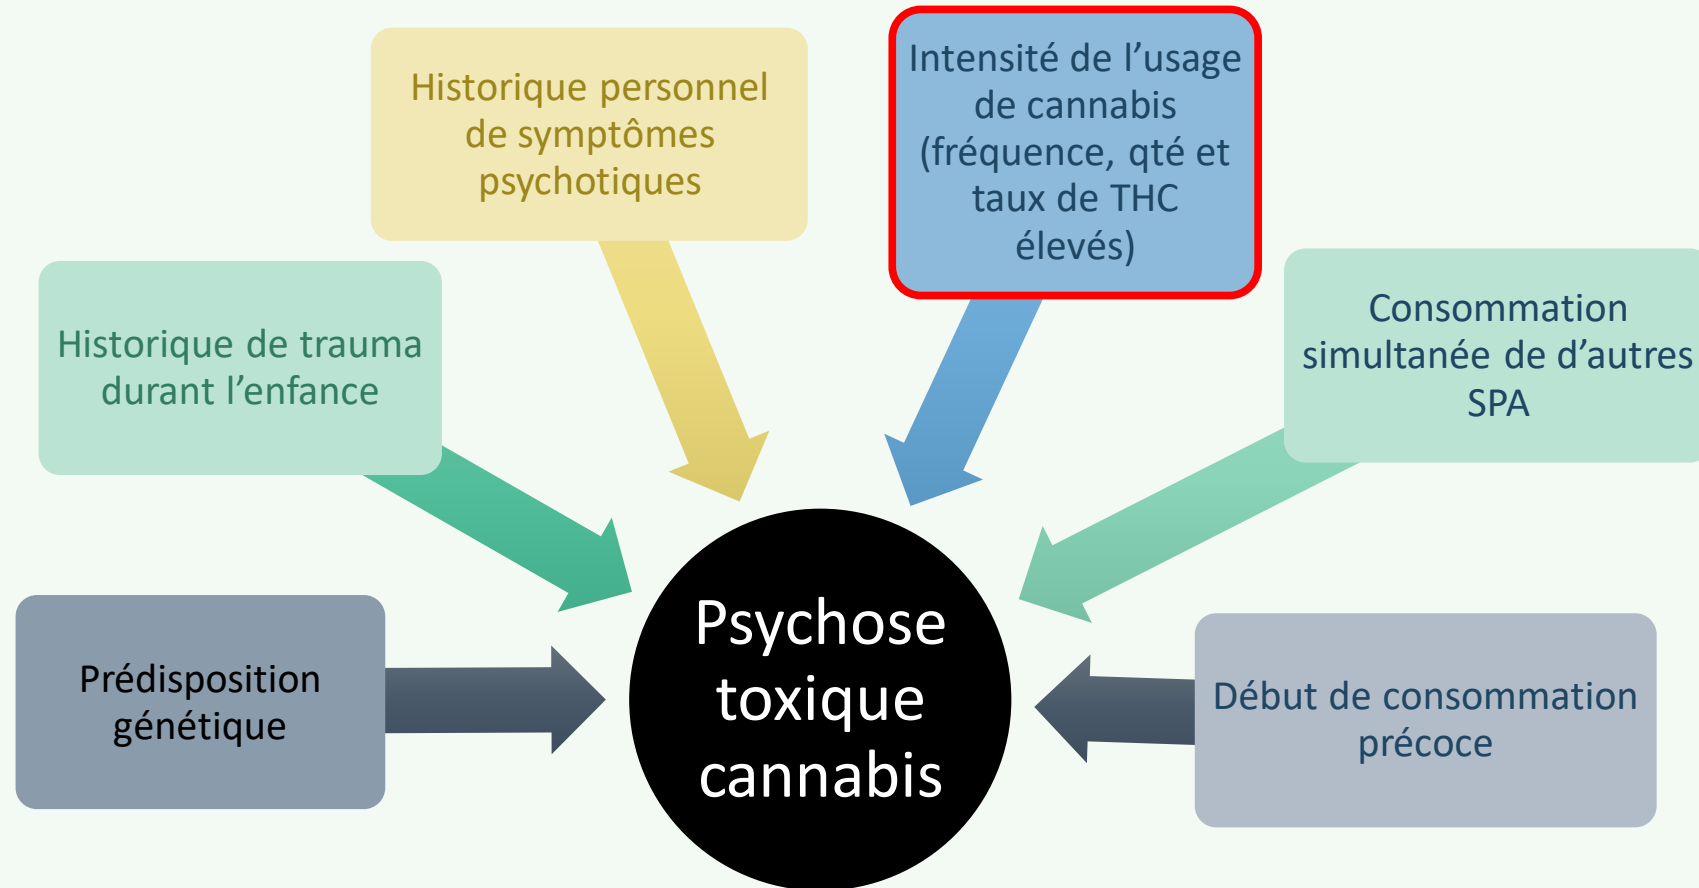 Historique personnel
de symptômes
psychotiques
Intensité de l’usage
de cannabis
(fréquence, qté et
taux de THC
élevés)
Historique de trauma
durant l’enfance
Consommation
simultanée de d’autres
SPA
Prédisposition
génétique
Psychose
toxique
cannabis
Début de consommation
précoce